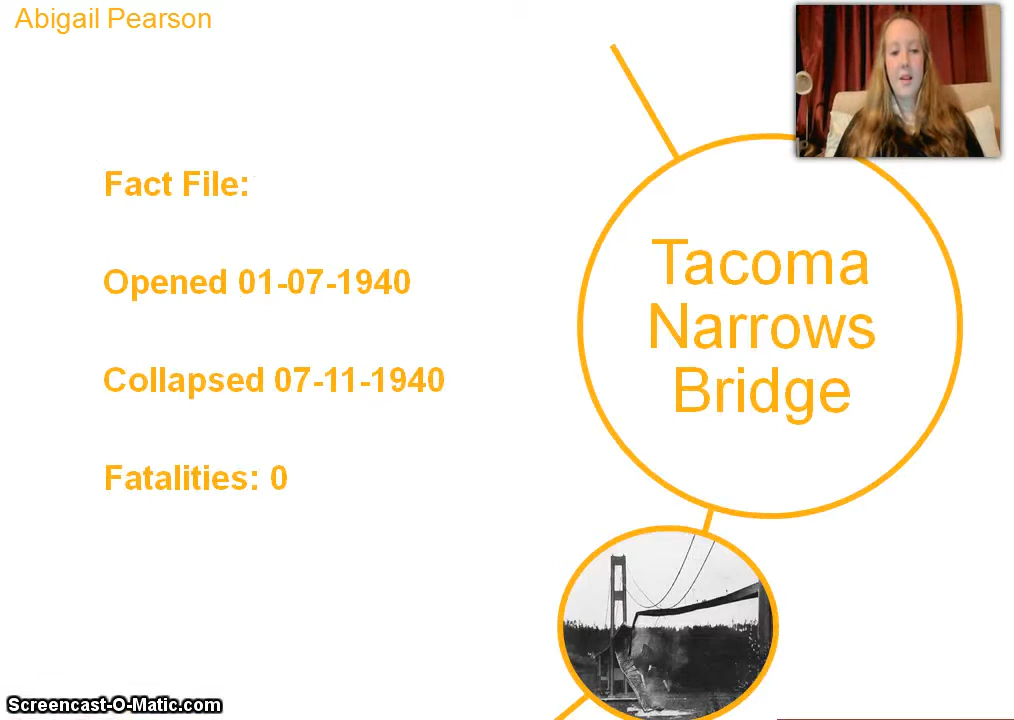 Abigail Pearson
Fact File:
Opened 01-07-1940
Collapsed 07-11-1940
Fatalities: 0
Tacoma
Narrows
Bridge
Screencast-O-Matic.com